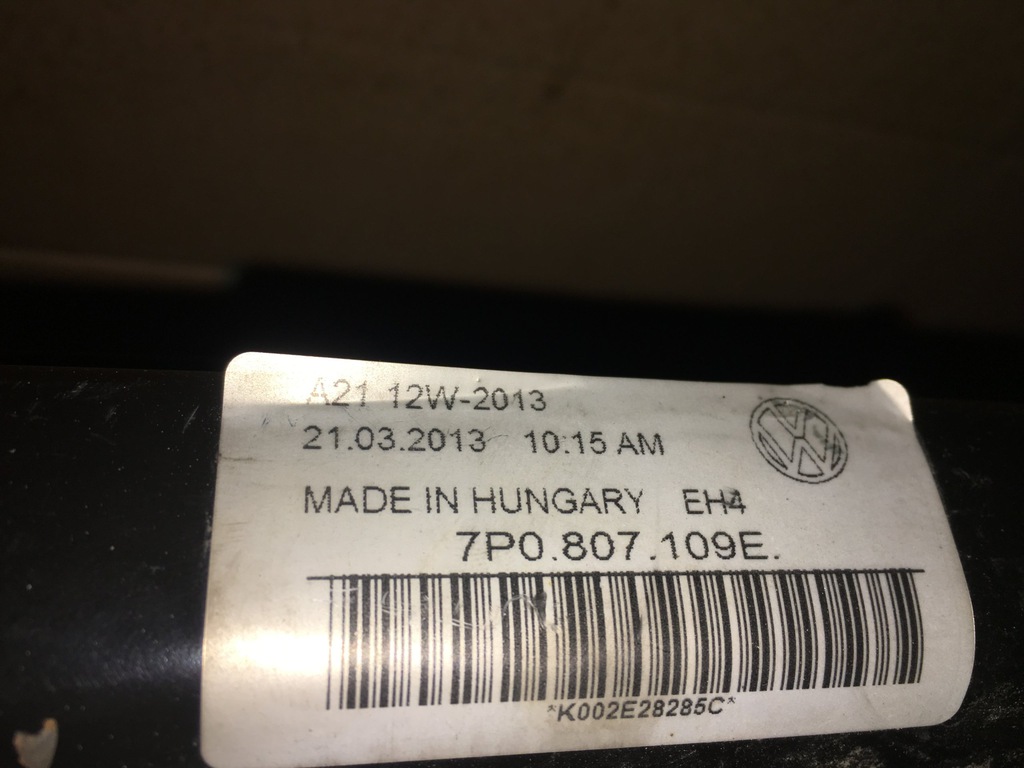 A21 12W-2013
21.03.2013 10:15 AM
MADE IN HUNGARY EH4
7P0.807.109E.
*K002E28285C*